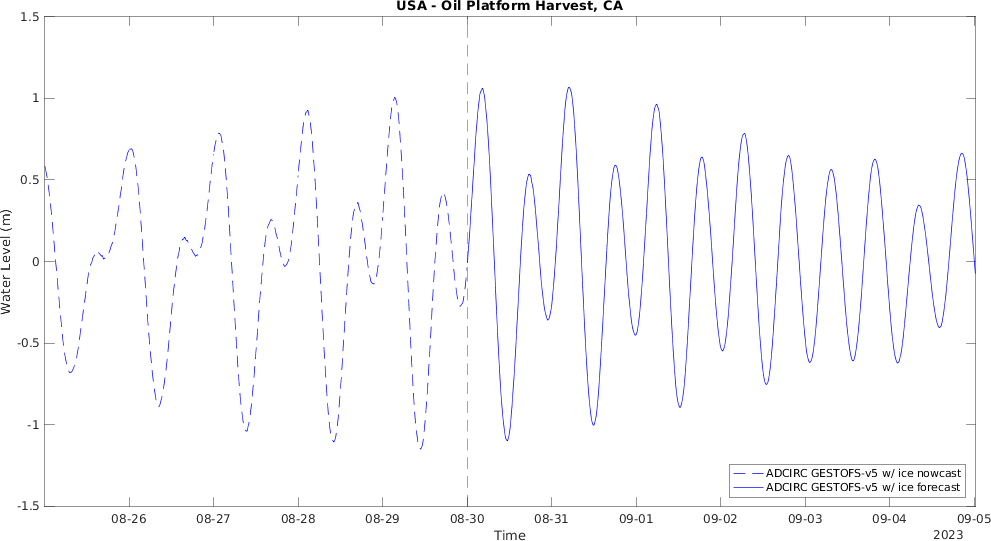 USA - Oil Platform Harvest, CA
Water Level (m)
1.5
1
0.5
0
-0.5
-1
-1.5
ADCIRC GESTOFS-v5 w/ ice nowcast
ADCIRC GESTOFS-v5 w/ ice forecast
08-26 08-27 08-28 08-29 08-30 08-31 09-01 09-02 09-03 09-04 09-05
Time
2023